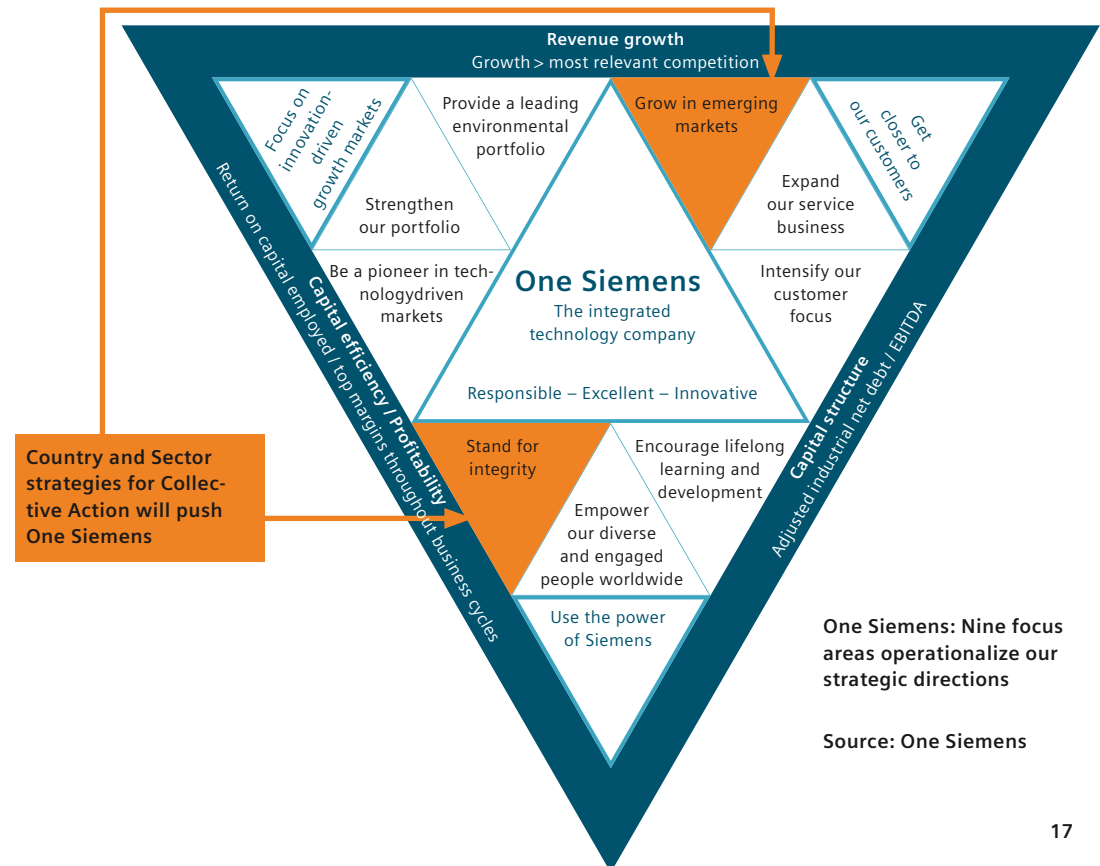 Revenue growth
Growth > most relevant competition
Focus on
innovation-
driven
growth markets
Provide a leading
environmental
portfolio
Grow in emerging
markets
Get
closer to
our customers
Strengthen
our portfolio
Expand
our service
business
Be a pioneer in tech-
nologydriven
markets
One Siemens
The integrated
technology company
Responsible – Excellent – Innovative
Intensify our
customer
focus
Capital efficiency / Profitability
Return on capital employed / top margins throughout business cycles
Capital structure
Adjusted industrial net debt / EBITDA
Country and Sector
strategies for Collec-
tive Action will push
One Siemens
Stand for
integrity
Encourage lifelong
learning and
development
Empower
our diverse
and engaged
people worldwide
Use the power
of Siemens
One Siemens: Nine focus
areas operationalize our
strategic directions
Source: One Siemens
17